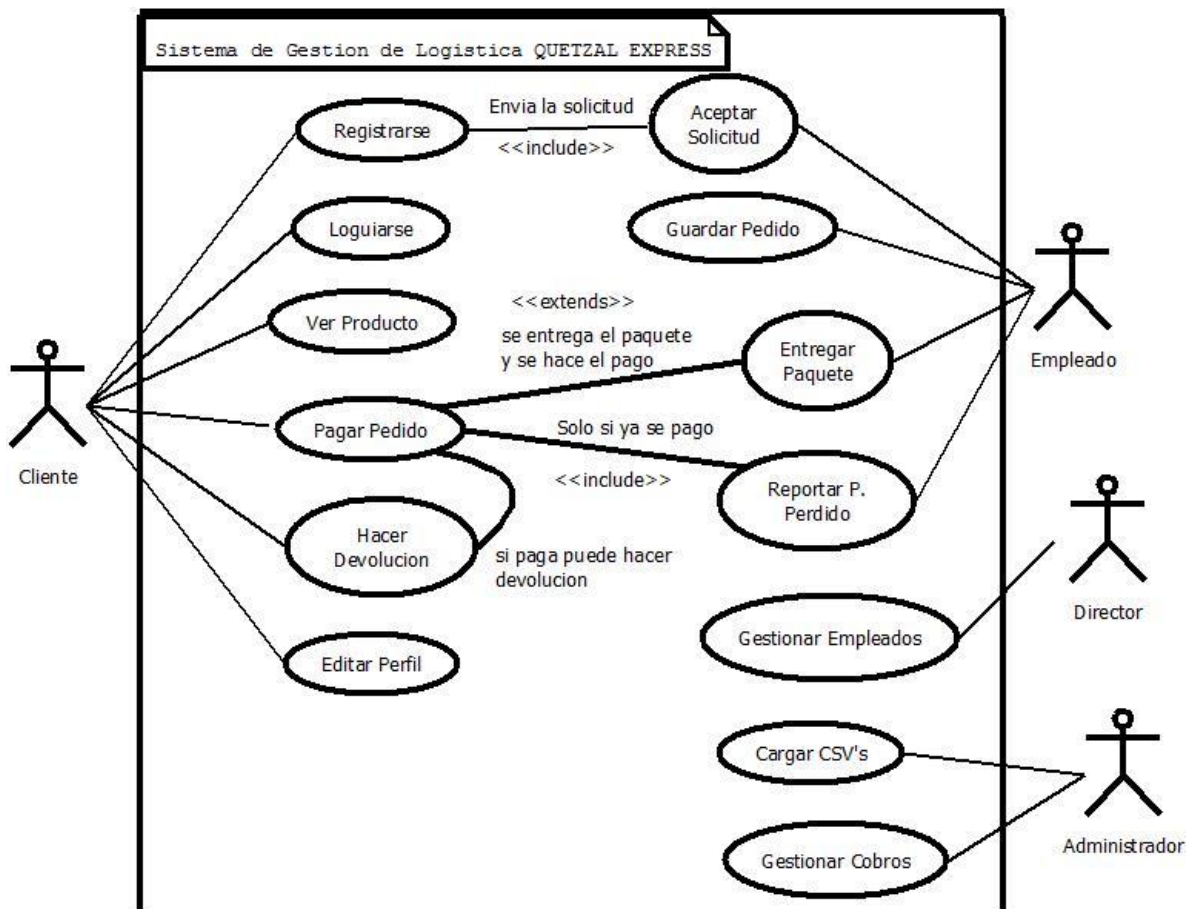 Sistema de Gestion de Logistica QUETZAL EXPRESS
Registrarse
Envia la solicitud
<<include>>
Aceptar
Solicitud
Loguiarse
Guardar Pedido
Ver Producto
<<extends>>
se entrega el paquete
y se hace el pago
Entregar
Paquete
Empleado
Cliente
Pagar Pedido
Solo si ya se pago
<<include>>
Reportar P.
Perdido
Hacer
Devolucion
si paga puede hacer
devolucion
Director
Gestionar Empleados
Editar Perfil
Cargar CSV's
Administrador
Gestionar Cobros